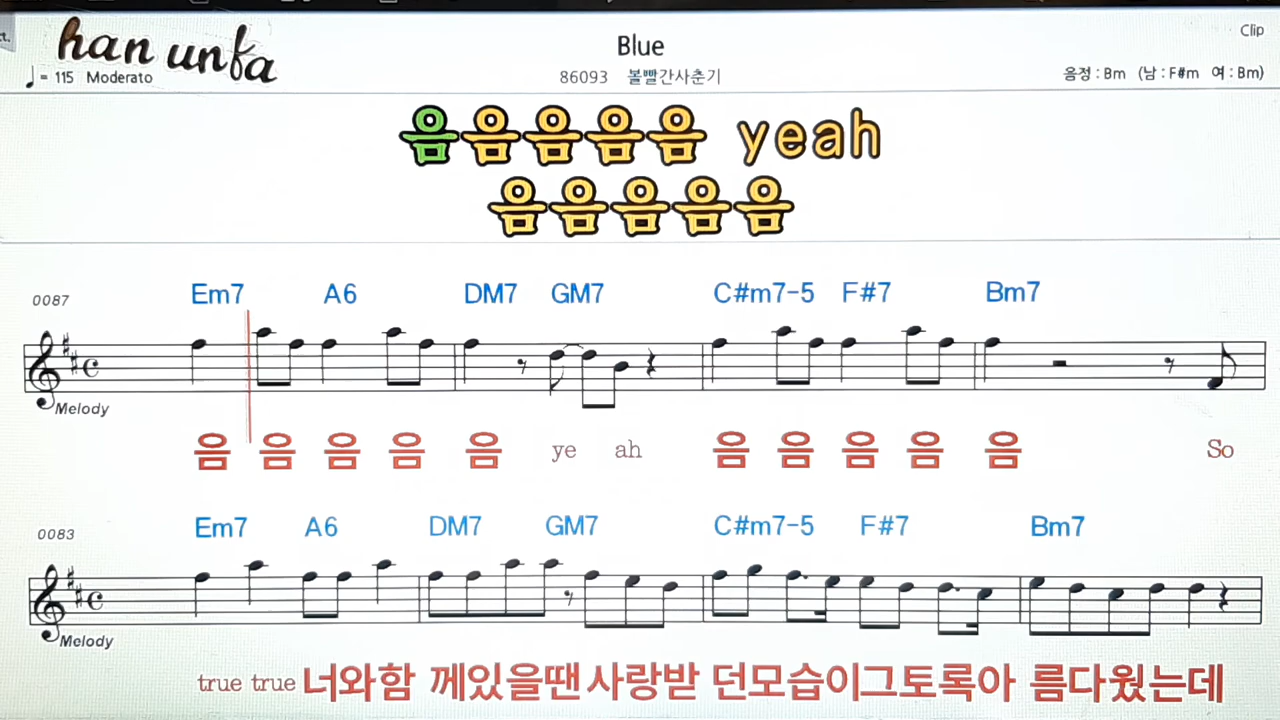 han unfa
Blue
Clip
♩ = 115 Moderato
86093 볼빨간사춘기
음정 : Bm (남 : F#m 여 : Bm)
음음음음음 yeah
음음음음음
0087
Em7 A6 DM7 GM7 C#m7-5 F#7 Bm7
Melody
음 음 음 음 음 ye ah 음 음 음 음 음 So
0083
Em7 A6 DM7 GM7 C#m7-5 F#7 Bm7
Melody
true true 너와함 께있을땐 사랑받 던모습이그토록아 름다웠는데